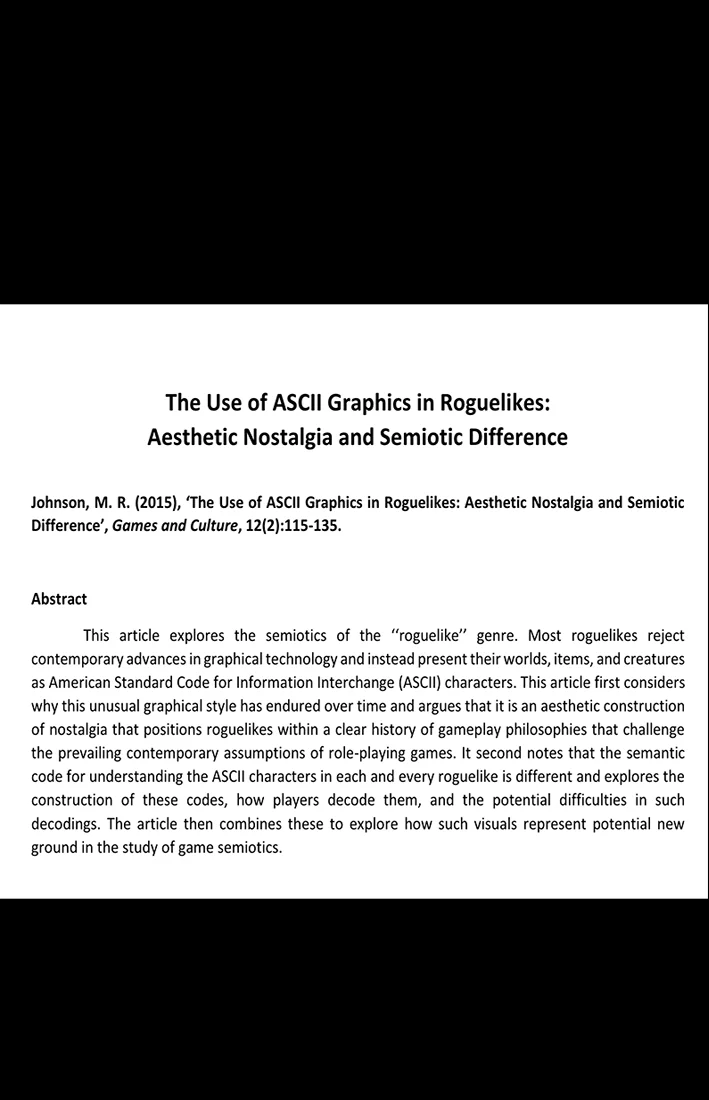 The Use of ASCII Graphics in Roguelikes:
Aesthetic Nostalgia and Semiotic Difference
Johnson, M. R. (2015), ‘The Use of ASCII Graphics in Roguelikes: Aesthetic Nostalgia and Semiotic
Difference’, Games and Culture, 12(2):115-135.
Abstract
This article explores the semiotics of the ‘‘roguelike’’ genre. Most roguelikes reject
contemporary advances in graphical technology and instead present their worlds, items, and creatures
as American Standard Code for Information Interchange (ASCII) characters. This article first considers
why this unusual graphical style has endured over time and argues that it is an aesthetic construction
of nostalgia that positions roguelikes within a clear history of gameplay philosophies that challenge
the prevailing contemporary assumptions of role-playing games. It second notes that the semantic
code for understanding the ASCII characters in each and every roguelike is different and explores the
construction of these codes, how players decode them, and the potential difficulties in such
decodings. The article then combines these to explore how such visuals represent potential new
ground in the study of game semiotics.